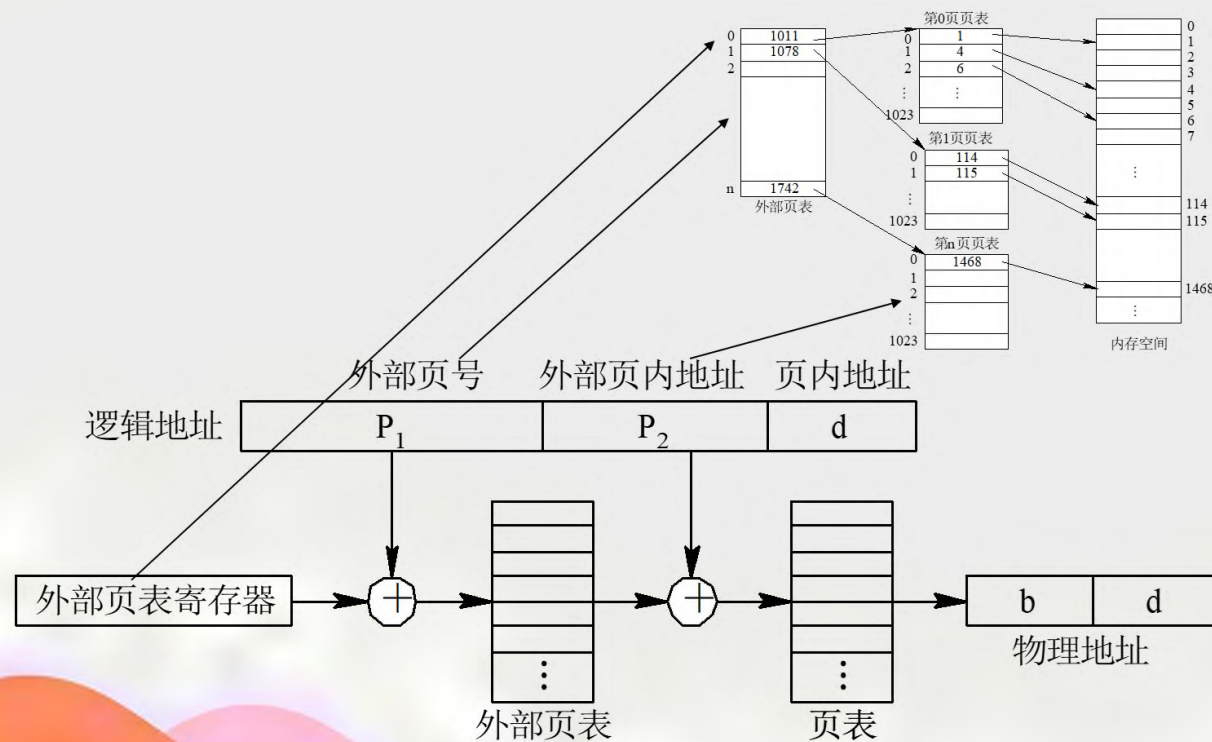 第0页页表
0 1011
1 1078
2
n 1742
外部页表
0 1
1 4
2 6
⋮ ⋮
1023
第1页页表
0 114
1 115
⋮
1023
第n页页表
0 1468
1
2
⋮
1023
0
1
2
3
4
5
6
7
⋮
114
115
1468
⋮
内存空间
外部页号 外部页内地址 页内地址
逻辑地址 P1 P2 d
外部页表寄存器 + + b d
物理地址
⋮ ⋮
外部页表 页表